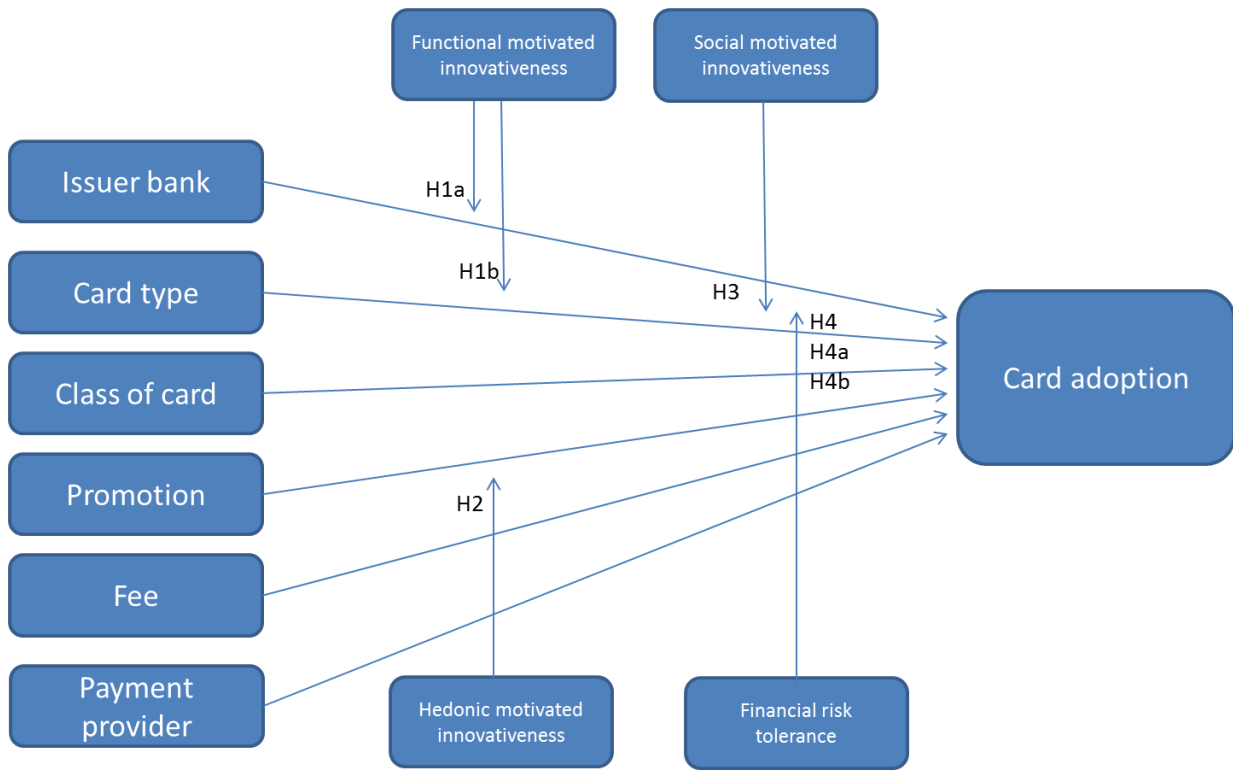 Functional motivated
innovativeness
Social motivated
innovativeness
Issuer bank
H1a
Card type
H1b
H3
H4
H4a
H4b
Class of card
Card adoption
Promotion
H2
Fee
Payment
provider
Hedonic motivated
innovativeness
Financial risk
tolerance